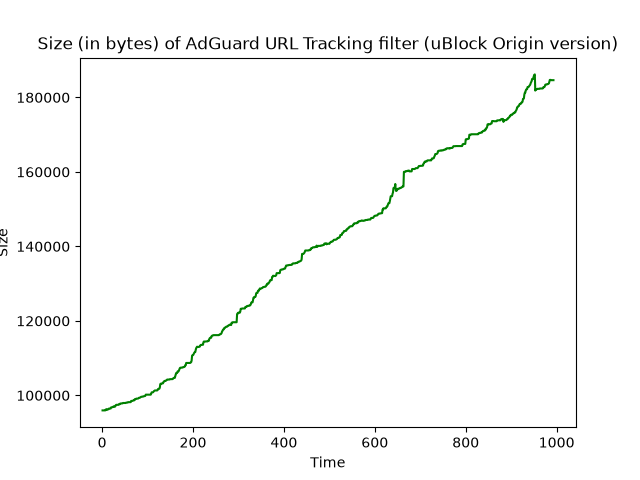 Size (in bytes) of AdGuard URL Tracking filter (uBlock Origin version)
180000
160000
140000
120000
100000
Size
0 200 400 600 800 1000
Time